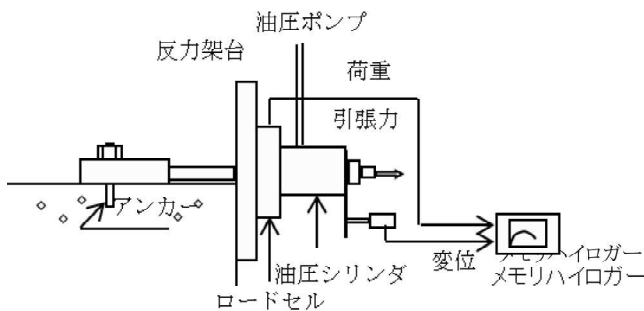 油圧ポンプ
反力架台
荷重
引張力
アンカー
変位
油圧シリンダ
ロードセル
メモリハイロガー
メモリハイロガー